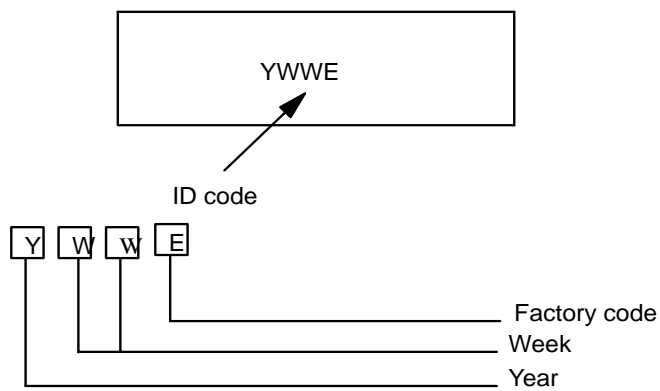 YWWE
ID code
Y W W E
Factory code
Week
Year